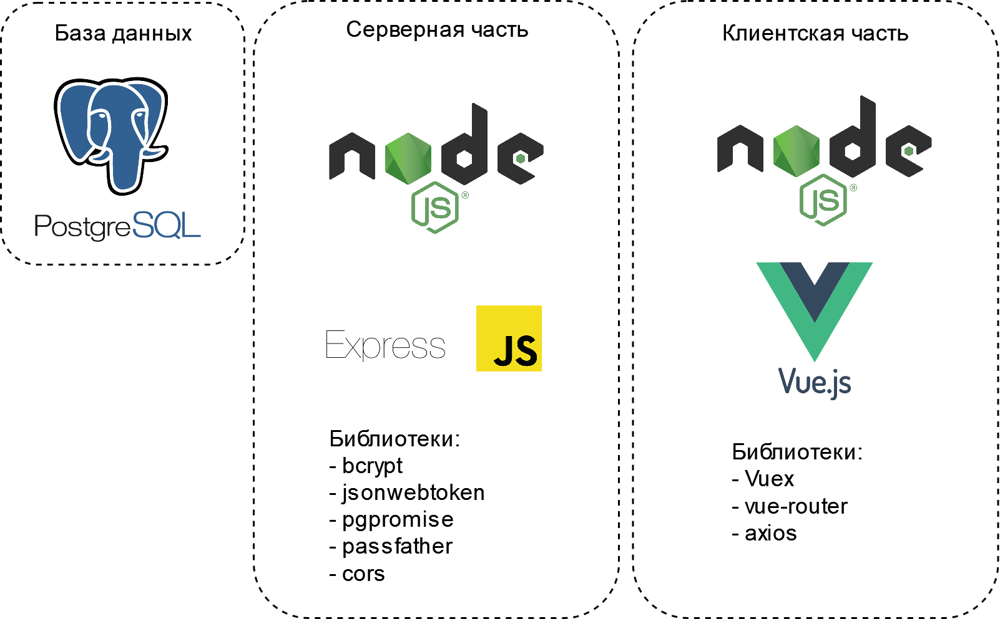 База данных
PostgreSQL
Серверная часть
node
JS®
Express
JS
Библиотеки:
- bcrypt
- jsonwebtoken
- pgpromise
- passfather
- cors
Клиентская часть
node
JS®
Vue.js
Библиотеки:
- Vuex
- vue-router
- axios